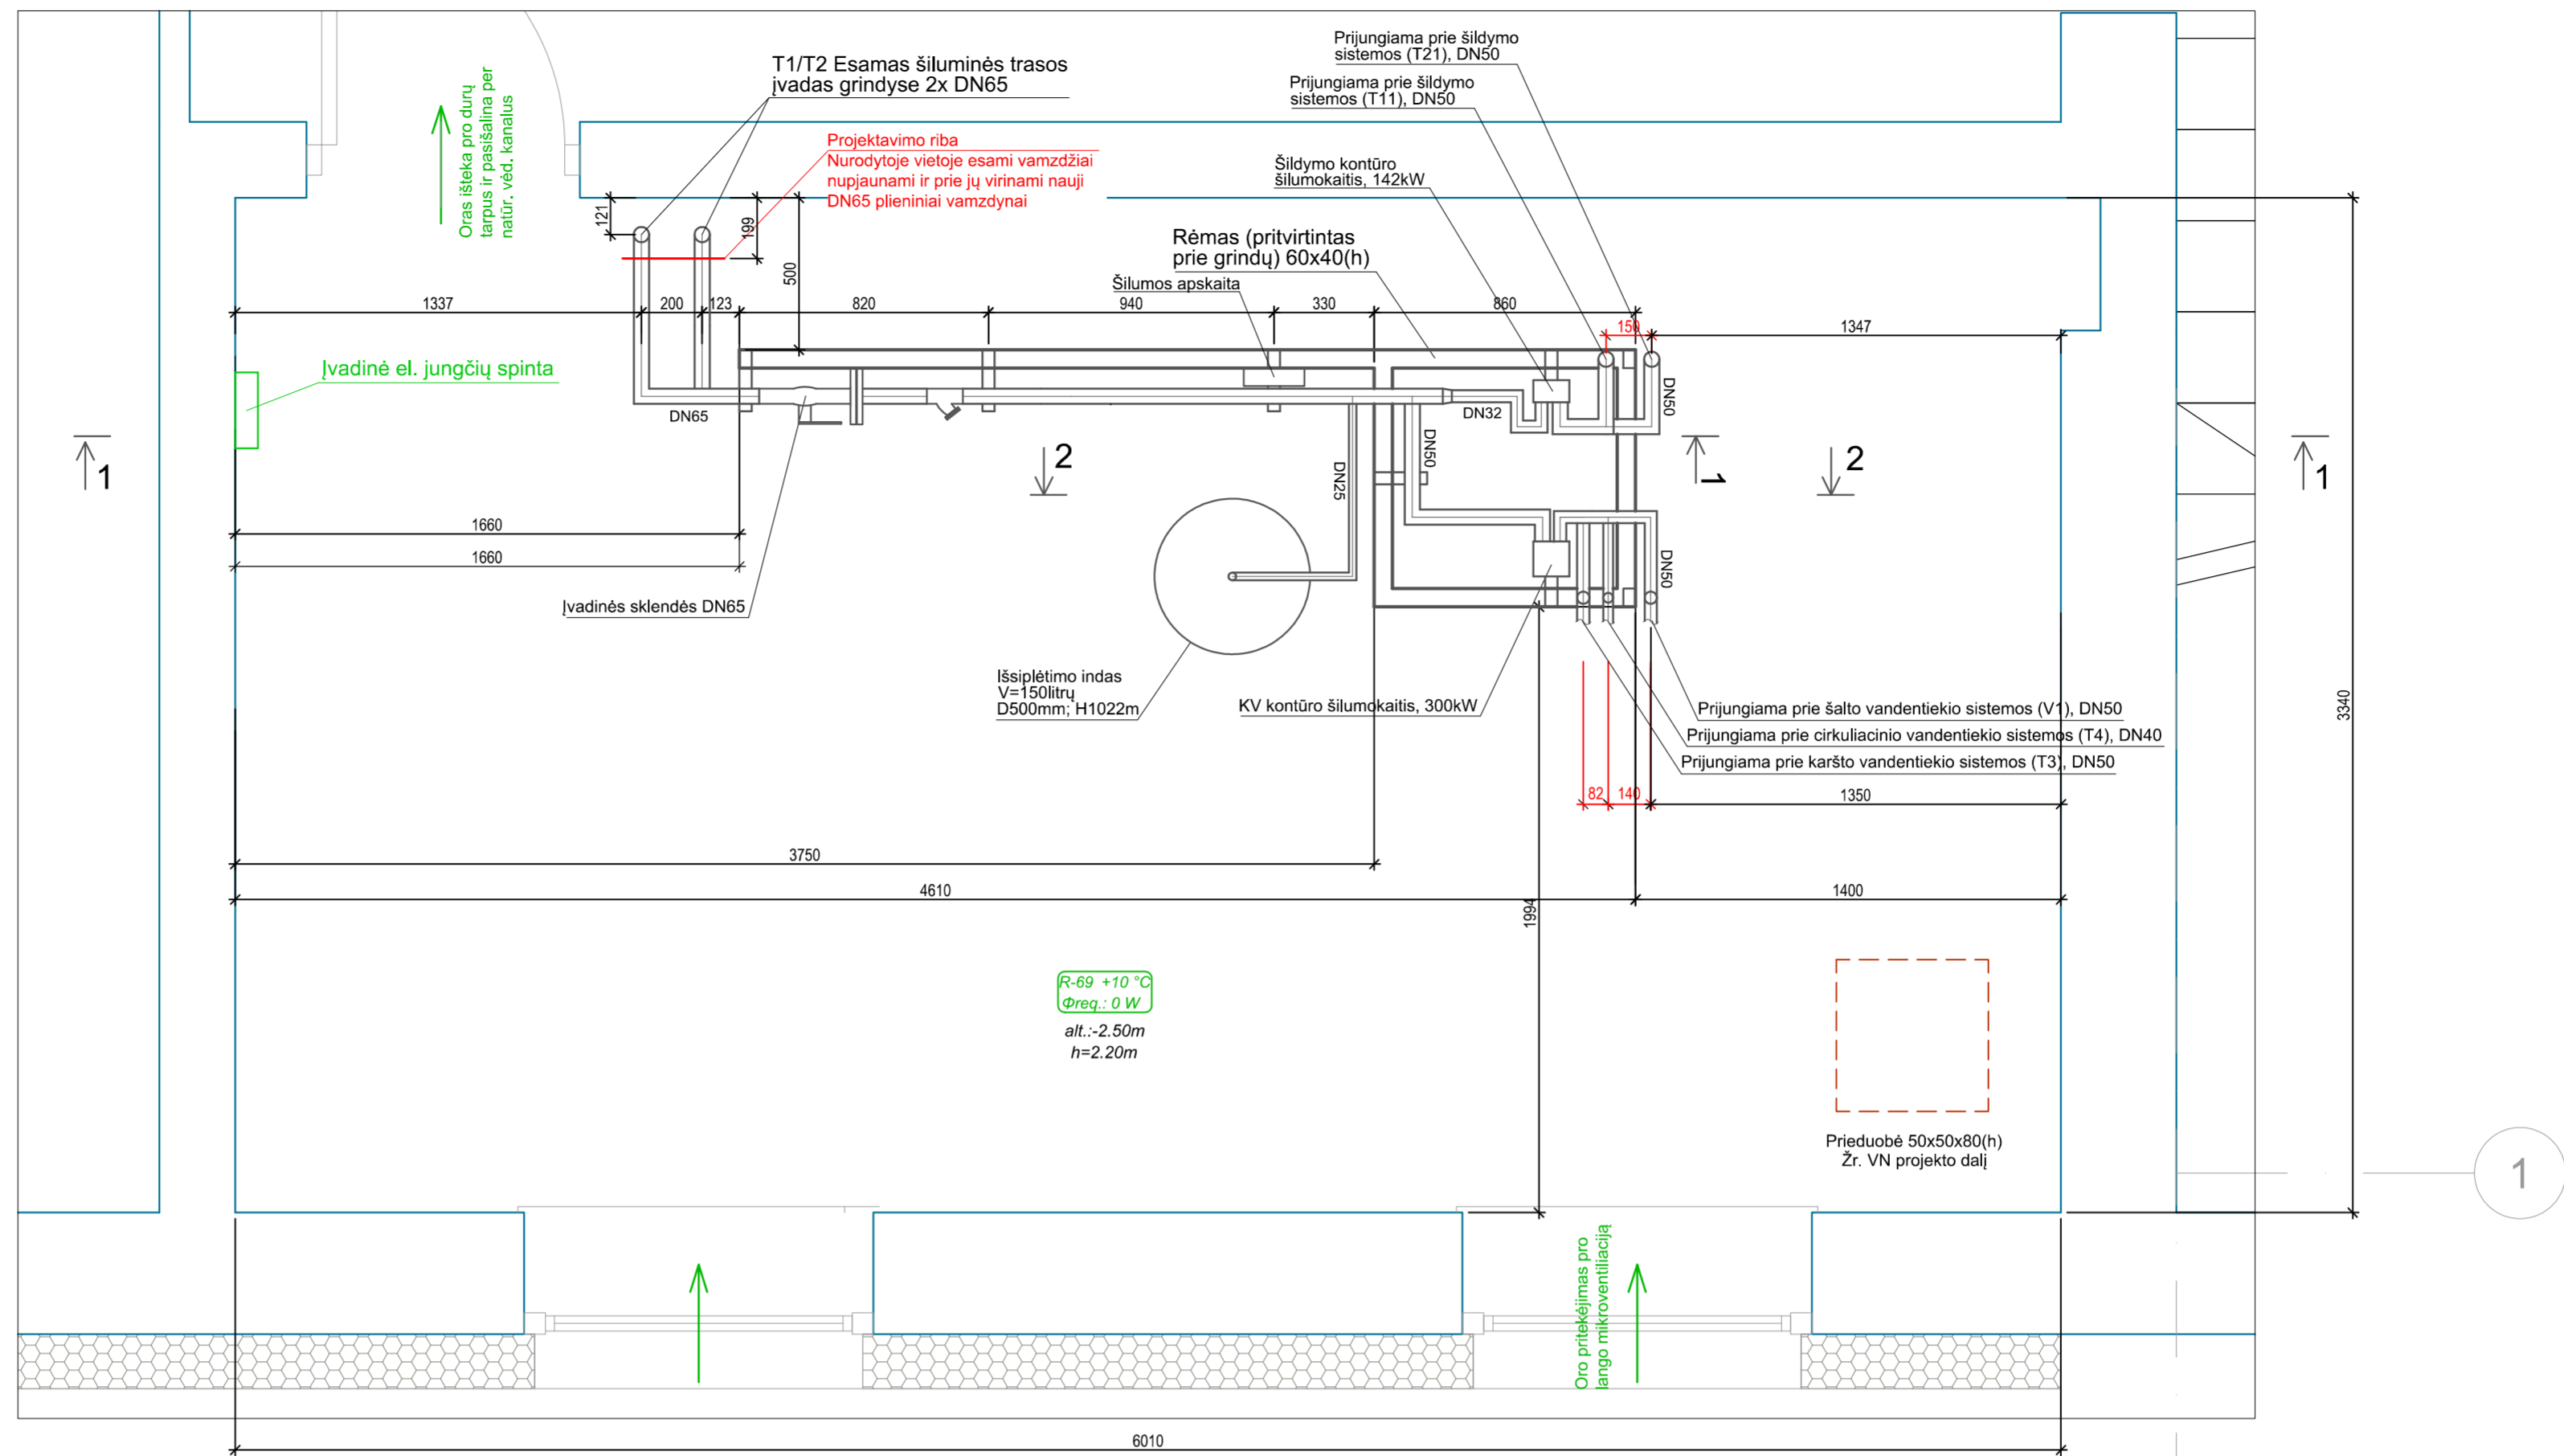 Prijungiama prie šildymo
sistemos (T21), DN50
T1/T2 Esamas šiluminės trasos
įvadas grindyse 2x DN65
Prijungiama prie šildymo
sistemos (T11), DN50
Oras išteka pro durų
tarpus ir pasišalina per
natūr. vėd. kanalus
Projektavimo riba
Nurodytoje vietoje esami vamzdžiai
nupjaunami ir prie jų virinami nauji
DN65 plieniniai vamzdynai
Šildymo kontūro
šilumokaitis, 142kW
121
199
500
Rėmas (pritvirtintas
prie grindų) 60x40(h)
Šilumos apskaita
1337
200
123
820
940
330
860
150
1347
Įvadinė el. jungčių spinta
DN65
DN32
DN50
DN50
DN25
1
2
1
2
1
1660
1660
DN50
Įvadinės sklendės DN65
Išsiplėtimo indas
V=150litrų
D500mm; H1022m
KV kontūro šilumokaitis, 300kW
Prijungiama prie šalto vandentiekio sistemos (V1), DN50
Prijungiama prie cirkuliacinio vandentiekio sistemos (T4), DN40
Prijungiama prie karšto vandentiekio sistemos (T3), DN50
3340
82
140
1350
3750
4610
1994
1400
R-69 +10 °C
Φreq.: 0 W
alt.:-2.50m
h=2.20m
Prieduobė 50x50x80(h)
Žr. VN projekto dalį
1
Oro pritekėjimas pro
lango mikroventiliaciją
6010